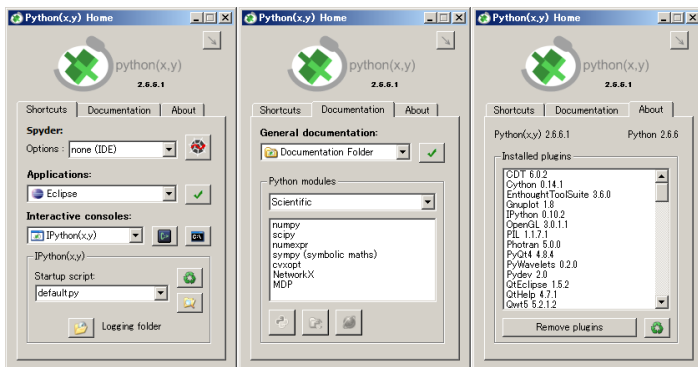 Python(x,y) Home
python(x,y)
2.6.6.1
Shortcuts
Documentation
About
Spyder:
Options : none (IDE)
Applications:
Eclipse
Interactive consoles:
IPython(x,y)
IPython(x,y)
Startup script:
default.py
Logging folder
Python(x,y) Home
python(x,y)
2.6.6.1
Shortcuts
Documentation
About
General documentation:
Documentation Folder
Python modules
Scientific
numpy
scipy
numexpr
sympy (symbolic maths)
cvxopt
NetworkX
MDP
Python(x,y) Home
python(x,y)
2.6.6.1
Shortcuts
Documentation
About
Python(x,y) 2.6.6.1
Python 2.6.6
Installed plugins
CDT 6.0.2
Cython 0.14.1
EnthoughtToolSuite 3.6.0
Gnuplot 1.8
IPython 0.10.2
OpenGL 3.0.1.1
PIL 1.1.7.1
Photran 5.0.0
PyQt4 4.8.4
PyWavelets 0.2.0
Pydev 2.0
QtEclipse 1.5.2
QtHelp 4.7.1
Qwt5 5.2.1.2
Remove plugins